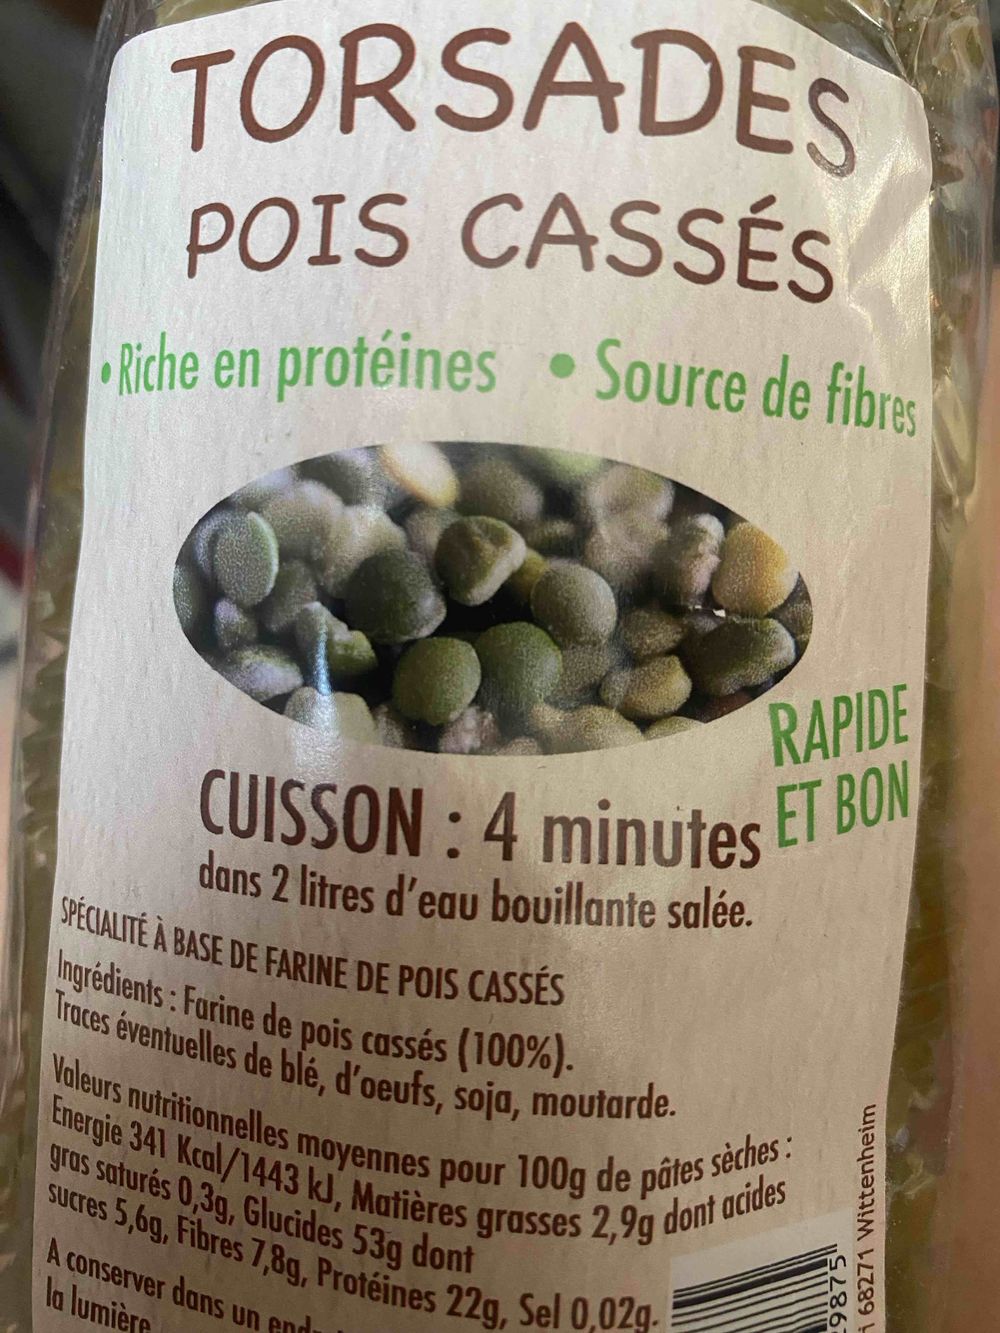 TORSADES
POIS CASSÉS
• Riche en protéines • Source de fibres
RAPIDE
ET BON
CUISSON : 4 minutes
dans 2 litres d'eau bouillante salée.
SPÉCIALITÉ À BASE DE FARINE DE POIS CASSÉS
Ingrédients : Farine de pois cassés (100%).
Traces éventuelles de blé, d'oeufs, soja, moutarde.
Valeurs nutritionnelles moyennes pour 100g de pâtes sèches :
Energie 341 Kcal/1443 kJ, Matières grasses 2,9g dont acides
gras saturés 0,3g, Glucides 53g dont
sucres 5,6g, Fibres 7,8g, Protéines 22g, Sel 0,02g.
A conserver dans un
la lumière
68271 Wittenheim
98751